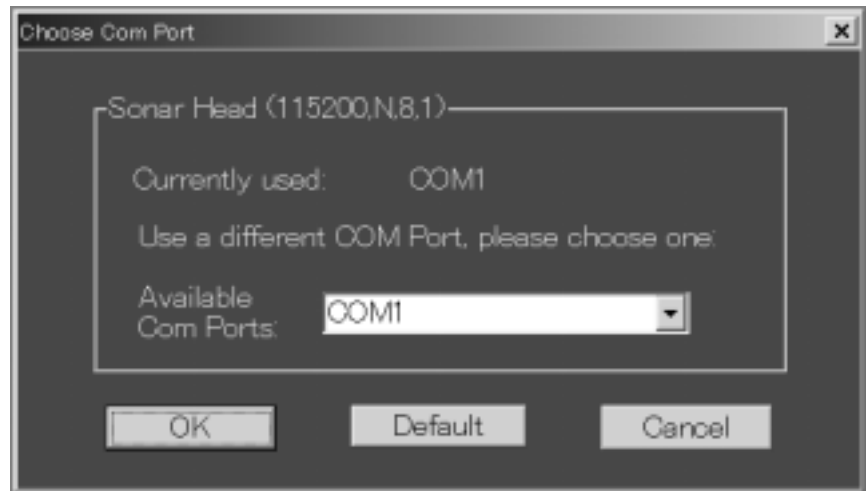 Choose Com Port
Sonar Head (115200,N,8,1)
Currently used: COM1
Use a different COM Port, please choose one:
Available
Com Ports:
COM1
OK Default Cancel